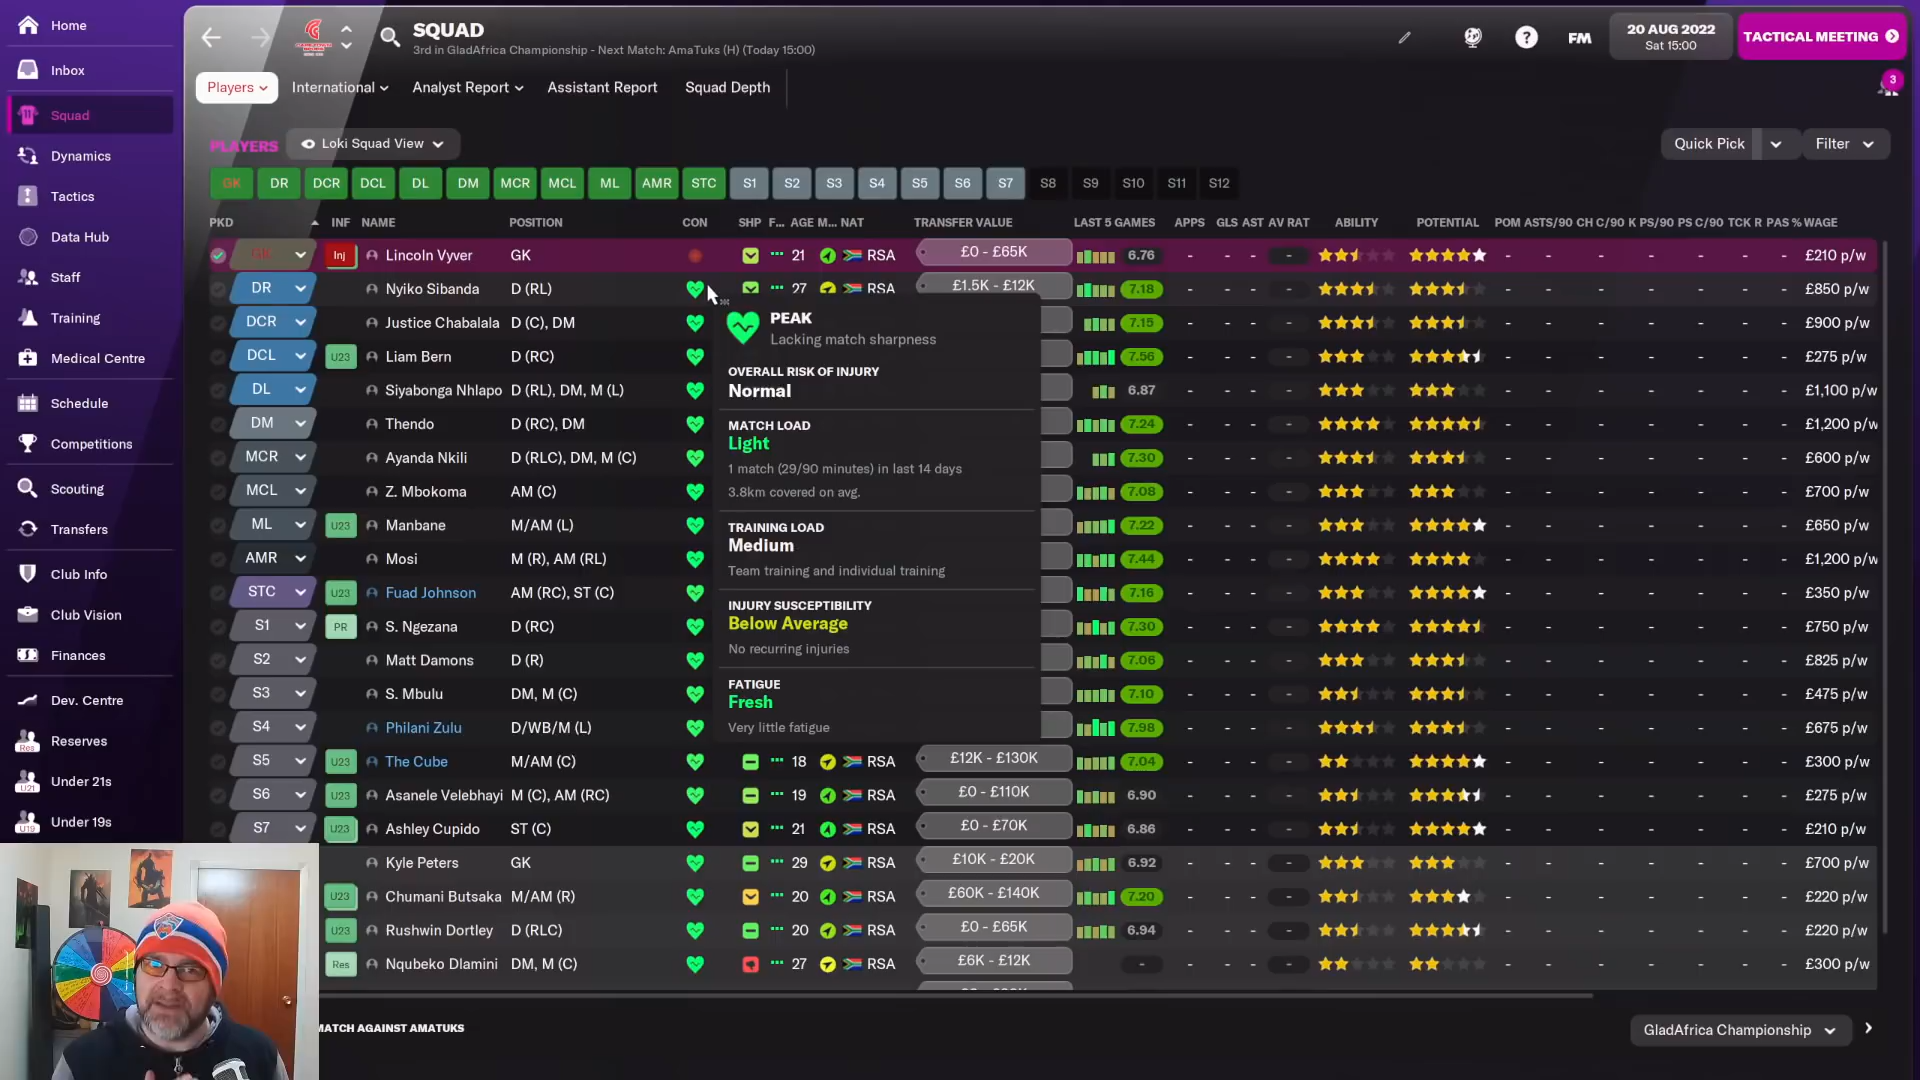 Home
Inbox
Squad
Dynamics
Tactics
Data Hub
Staff
Training
Medical Centre
Schedule
Competitions
Scouting
Transfers
Club Info
Club Vision
Finances
Dev. Centre
Res Reserves
U21 Under 21s
U19 Under 19s
SQUAD
3rd in GladAfrica Championship - Next Match: AmaTuks (H) (Today 15:00)
? FM
20 AUG 2022
Sat 15:00
TACTICAL MEETING
3
Players International Analyst Report Assistant Report Squad Depth
PLAYERS Loki Squad View Quick Pick Filter
GK DR DCR DCL DL DM MCR MCL ML AMR STC S1 S2 S3 S4 S5 S6 S7 S8 S9 S10 S11 S12
PKD INF NAME POSITION CON SHP F... AGE M... NAT TRANSFER VALUE LAST 5 GAMES APPS GLS AST AV RAT ABILITY POTENTIAL POM ASTS/90 CH C/90 K PS/90 PS C/90 TCK R PAS % WAGE
GK Inj Lincoln Vyver GK 21 RSA £0 - £65K 6.76 - - - - - - - - - - - £210 p/w
DR Nyiko Sibanda D (RL) 27 RSA £1.5K - £12K 7.18 - - - - - - - - - - - £850 p/w
DCR Justice Chabalala D (C), DM 7.15 - - - - - - - - - - - £900 p/w
DCL U23 Liam Bern D (RC) 7.56 - - - - - - - - - - - £275 p/w
DL Siyabonga Nhlapo D (RL), DM, M (L) 6.87 - - - - - - - - - - - £1,100 p/w
DM Thendo D (RC), DM 7.24 - - - - - - - - - - - £1,200 p/w
MCR Ayanda Nkili D (RLC), DM, M (C) 7.30 - - - - - - - - - - - £600 p/w
MCL Z. Mbokoma AM (C) 7.08 - - - - - - - - - - - £700 p/w
ML U23 Manbane M/AM (L) 7.22 - - - - - - - - - - - £650 p/w
AMR Mosi M (R), AM (RL) 7.44 - - - - - - - - - - - £1,200 p/w
STC U23 Fuad Johnson AM (RC), ST (C) 7.16 - - - - - - - - - - - £350 p/w
S1 PR S. Ngezana D (RC) 7.30 - - - - - - - - - - - £750 p/w
S2 Matt Damons D (R) 7.06 - - - - - - - - - - - £825 p/w
S3 S. Mbulu DM, M (C) 7.10 - - - - - - - - - - - £475 p/w
S4 Philani Zulu D/WB/M (L) 7.98 - - - - - - - - - - - £675 p/w
S5 U23 The Cube M/AM (C) 18 RSA £12K - £130K 7.04 - - - - - - - - - - - £300 p/w
S6 U23 Asanele Velebhayi M (C), AM (RC) 19 RSA £0 - £110K 6.90 - - - - - - - - - - - £275 p/w
S7 U23 Ashley Cupido ST (C) 21 RSA £0 - £70K 6.86 - - - - - - - - - - - £210 p/w
Kyle Peters GK 29 RSA £10K - £20K 6.92 - - - - - - - - - - - £700 p/w
U23 Chumani Butsaka M/AM (R) 20 RSA £60K - £140K 7.20 - - - - - - - - - - - £220 p/w
U23 Rushwin Dortley D (RLC) 20 RSA £0 - £65K 6.94 - - - - - - - - - - - £220 p/w
Res Nqubeko Dlamini DM, M (C) 27 RSA £6K - £12K - - - - - - - - - - - - £300 p/w
PEAK
Lacking match sharpness
OVERALL RISK OF INJURY
Normal
MATCH LOAD
Light
1 match (29/90 minutes) in last 14 days
3.8km covered on avg.
TRAINING LOAD
Medium
Team training and individual training
INJURY SUSCEPTIBILITY
Below Average
No recurring injuries
FATIGUE
Fresh
Very little fatigue
MATCH AGAINST AMATUKS
GladAfrica Championship